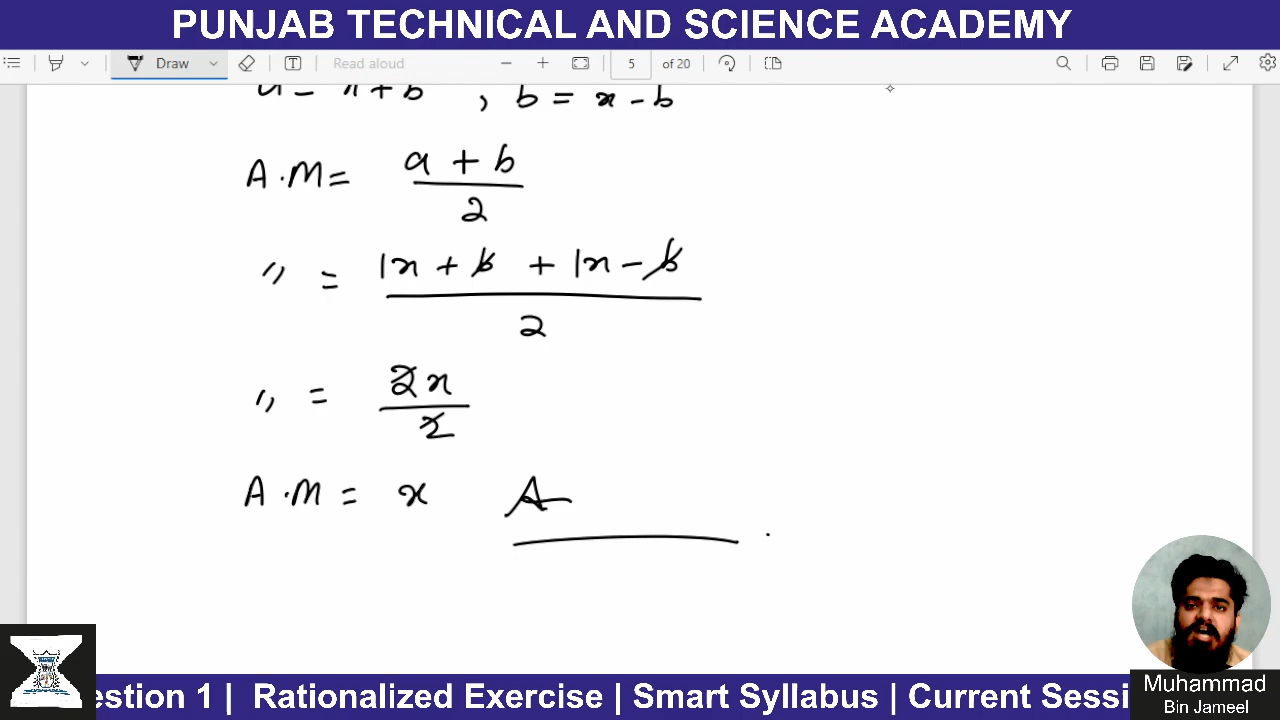 PUNJAB TECHNICAL AND SCIENCE ACADEMY
Draw
Read aloud
5 of 20
a = x + b , b = x - b
A.M = a + b / 2
" = x + b + x - b / 2
" = 2x / 2
A.M = x A
estion 1 | Rationalized Exercise | Smart Syllabus | Current Sessi
Muhammad
Bin Jameel